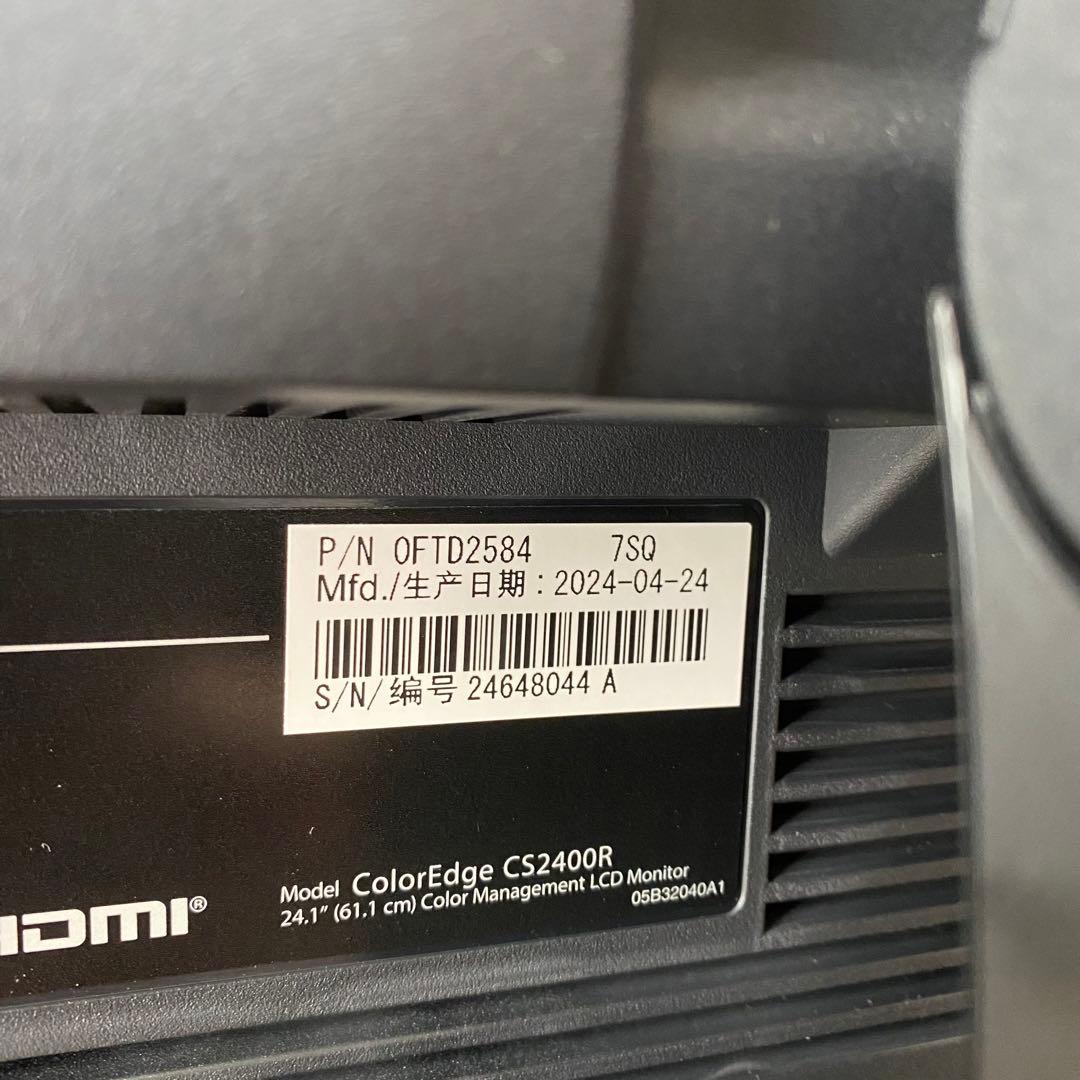 P/N 0FTD2584 7SQ
Mfd./生产日期：2024-04-24
S/N/编号 24648044 A
Model ColorEdge CS2400R
24.1" (61.1 cm) Color Management LCD Monitor
05B32040A1
HDMI®